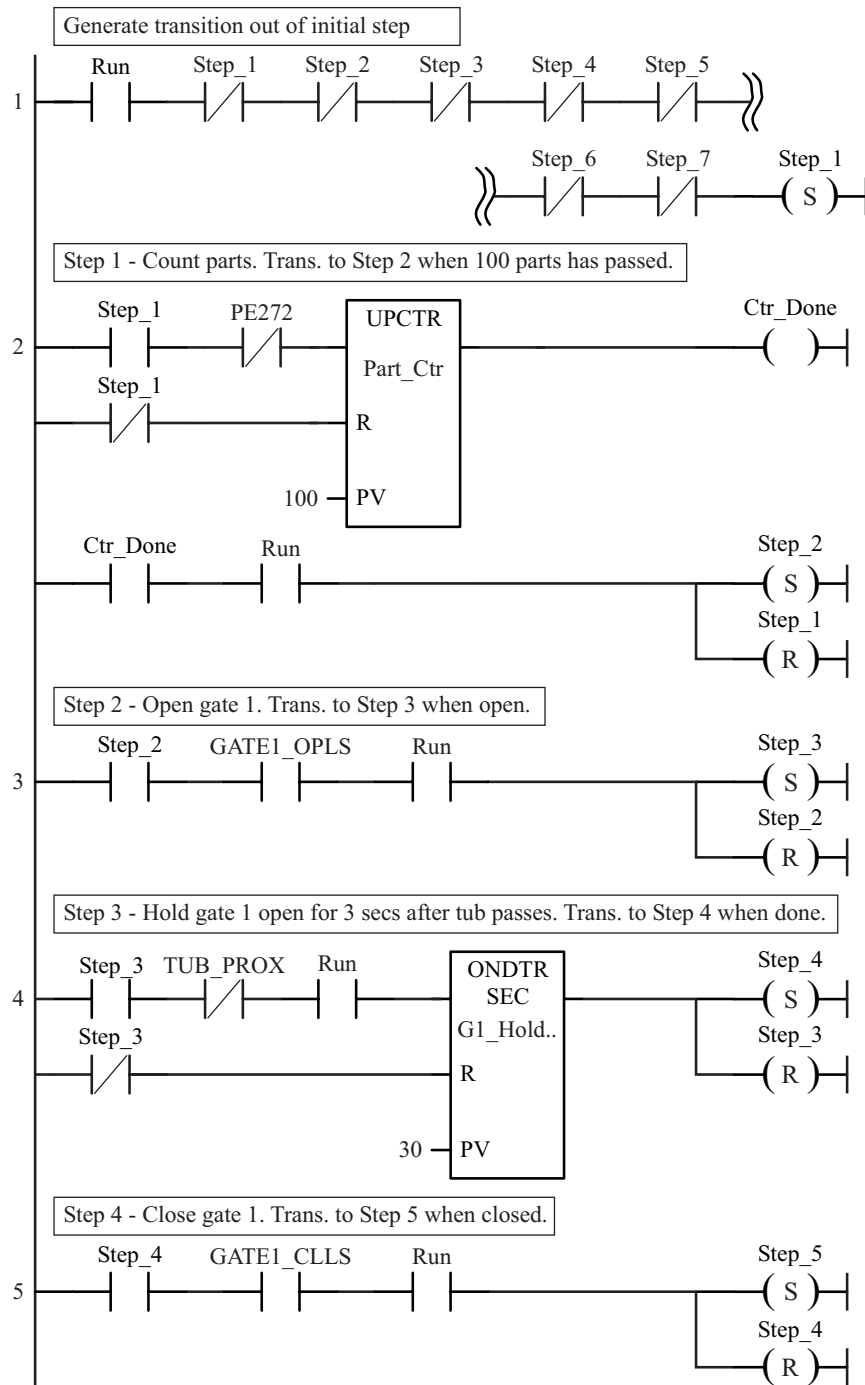 Generate transition out of initial step
Run Step_1 Step_2 Step_3 Step_4 Step_5
1
Step_6 Step_7 Step_1
S
Step 1 - Count parts. Trans. to Step 2 when 100 parts has passed.
Step_1 PE272 UPCTR Ctr_Done
2
Part_Ctr
Step_1
R
100 PV
Ctr_Done Run Step_2
S
Step_1
R
Step 2 - Open gate 1. Trans. to Step 3 when open.
Step_2 GATE1_OPLS Run Step_3
3 S
Step_2
R
Step 3 - Hold gate 1 open for 3 secs after tub passes. Trans. to Step 4 when done.
Step_3 TUB_PROX Run ONDTR Step_4
4 SEC S
G1_Hold..
Step_3 Step_3
R R
30 PV
Step 4 - Close gate 1. Trans. to Step 5 when closed.
Step_4 GATE1_CLLS Run Step_5
5 S
Step_4
R